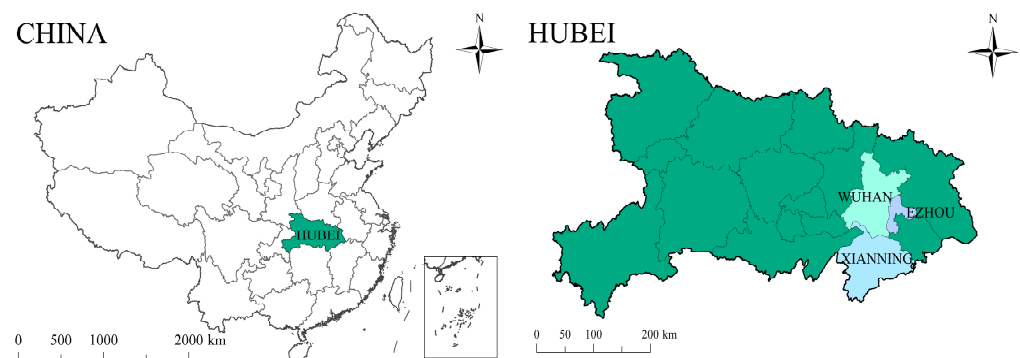 CHINA
N
HUBEI
0 500 1000 2000 km
HUBEI
N
WUHAN
EZHOU
XIANNING
0 50 100 200 km